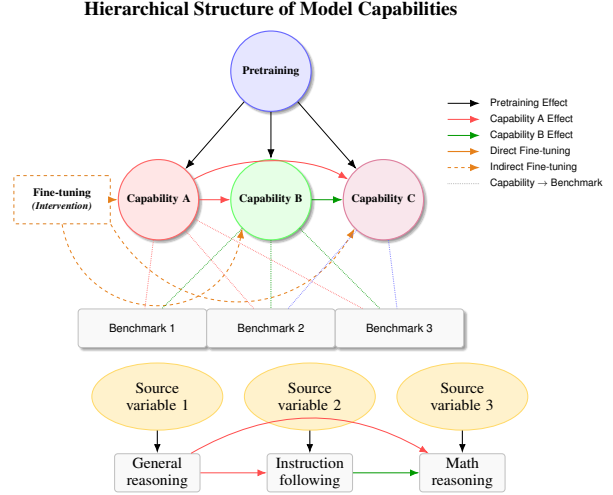 Hierarchical Structure of Model Capabilities
Pretraining
Pretraining Effect
Capability A Effect
Capability B Effect
Direct Fine-tuning
Indirect Fine-tuning
Capability → Benchmark
Fine-tuning
(Intervention)
Capability A
Capability B
Capability C
Benchmark 1
Benchmark 2
Benchmark 3
Source
variable 1
Source
variable 2
Source
variable 3
General
reasoning
Instruction
following
Math
reasoning